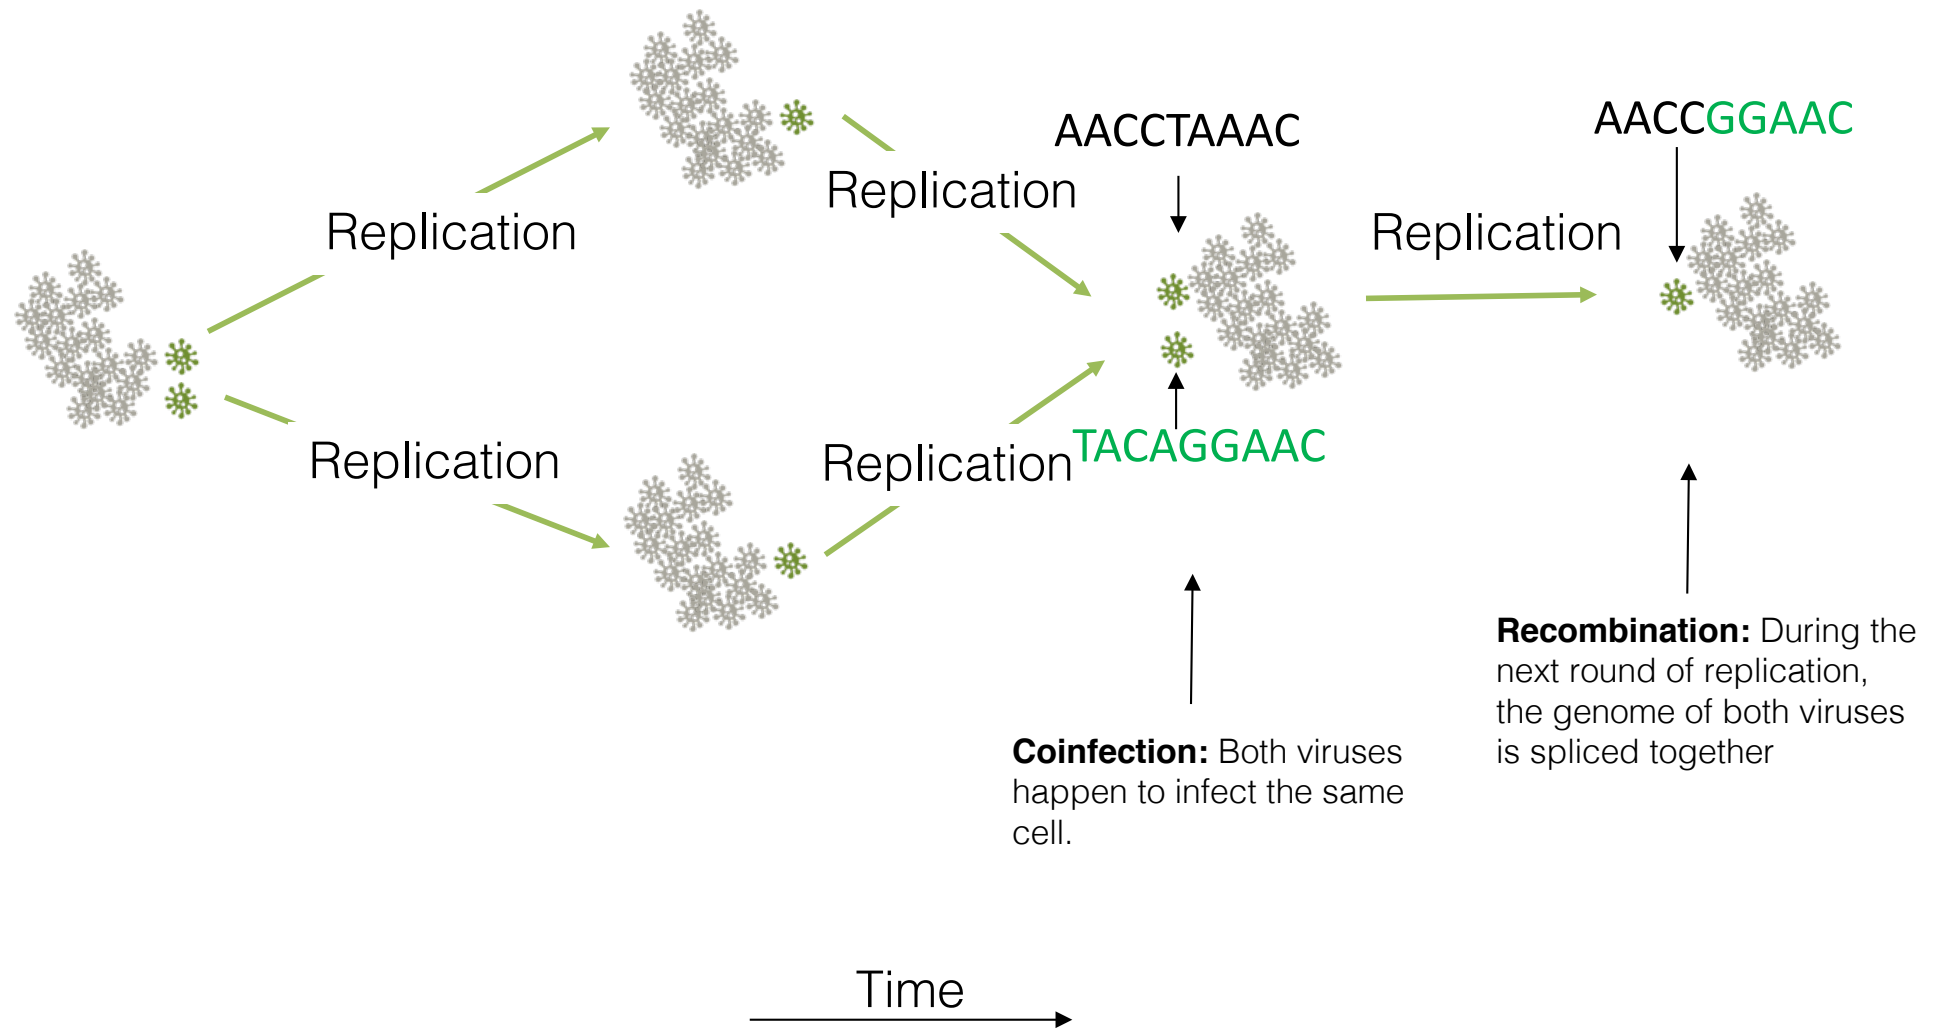 AACCTAAAC
AACCGGAAC
Replication
Replication
Replication
Replication
Replication
TACAGGAAC
Recombination: During the
next round of replication,
the genome of both viruses
is spliced together
Coinfection: Both viruses
happen to infect the same
cell.
Time